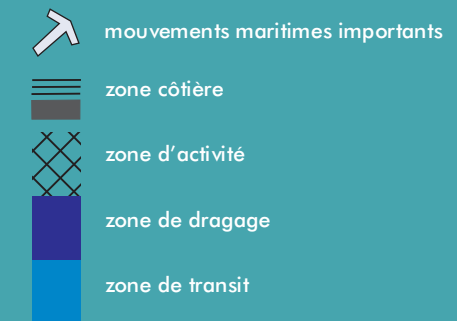 mouvements maritimes importants
zone côtière
zone d'activité
zone de dragage
zone de transit